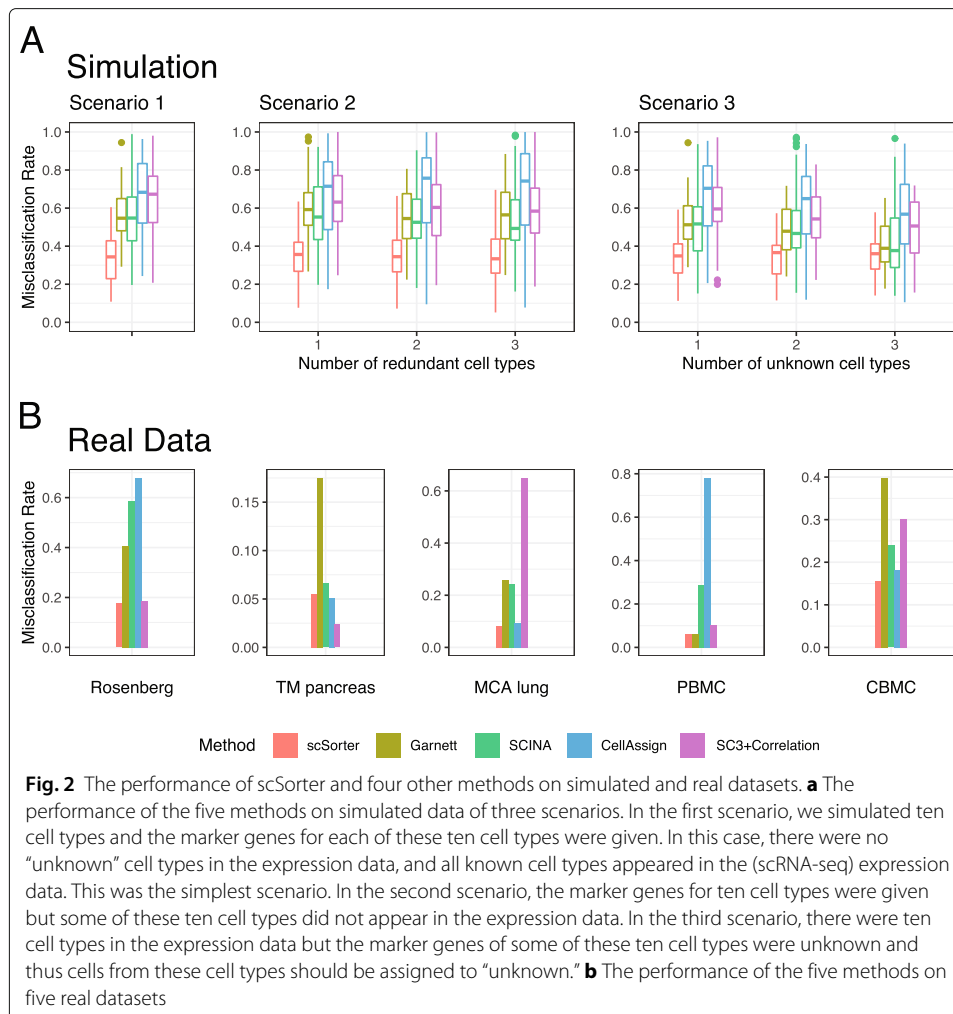 A
Simulation
Scenario 1
Scenario 2
Scenario 3
Misclassification Rate
1.0
0.8
0.6
0.4
0.2
0.0
1.0
0.8
0.6
0.4
0.2
0.0
1 2 3
Number of redundant cell types
1.0
0.8
0.6
0.4
0.2
0.0
1 2 3
Number of unknown cell types
B
Real Data
Misclassification Rate
0.6
0.4
0.2
0.0
Rosenberg
0.15
0.10
0.05
0.00
TM pancreas
0.6
0.4
0.2
0.0
MCA lung
0.8
0.6
0.4
0.2
0.0
PBMC
0.4
0.3
0.2
0.1
0.0
CBMC
Method scSorter Garnett SCINA CellAssign SC3+Correlation
Fig. 2 The performance of scSorter and four other methods on simulated and real datasets. a The
performance of the five methods on simulated data of three scenarios. In the first scenario, we simulated ten
cell types and the marker genes for each of these ten cell types were given. In this case, there were no
“unknown” cell types in the expression data, and all known cell types appeared in the (scRNA-seq) expression
data. This was the simplest scenario. In the second scenario, the marker genes for ten cell types were given
but some of these ten cell types did not appear in the expression data. In the third scenario, there were ten
cell types in the expression data but the marker genes of some of these ten cell types were unknown and
thus cells from these cell types should be assigned to “unknown.” b The performance of the five methods on
five real datasets